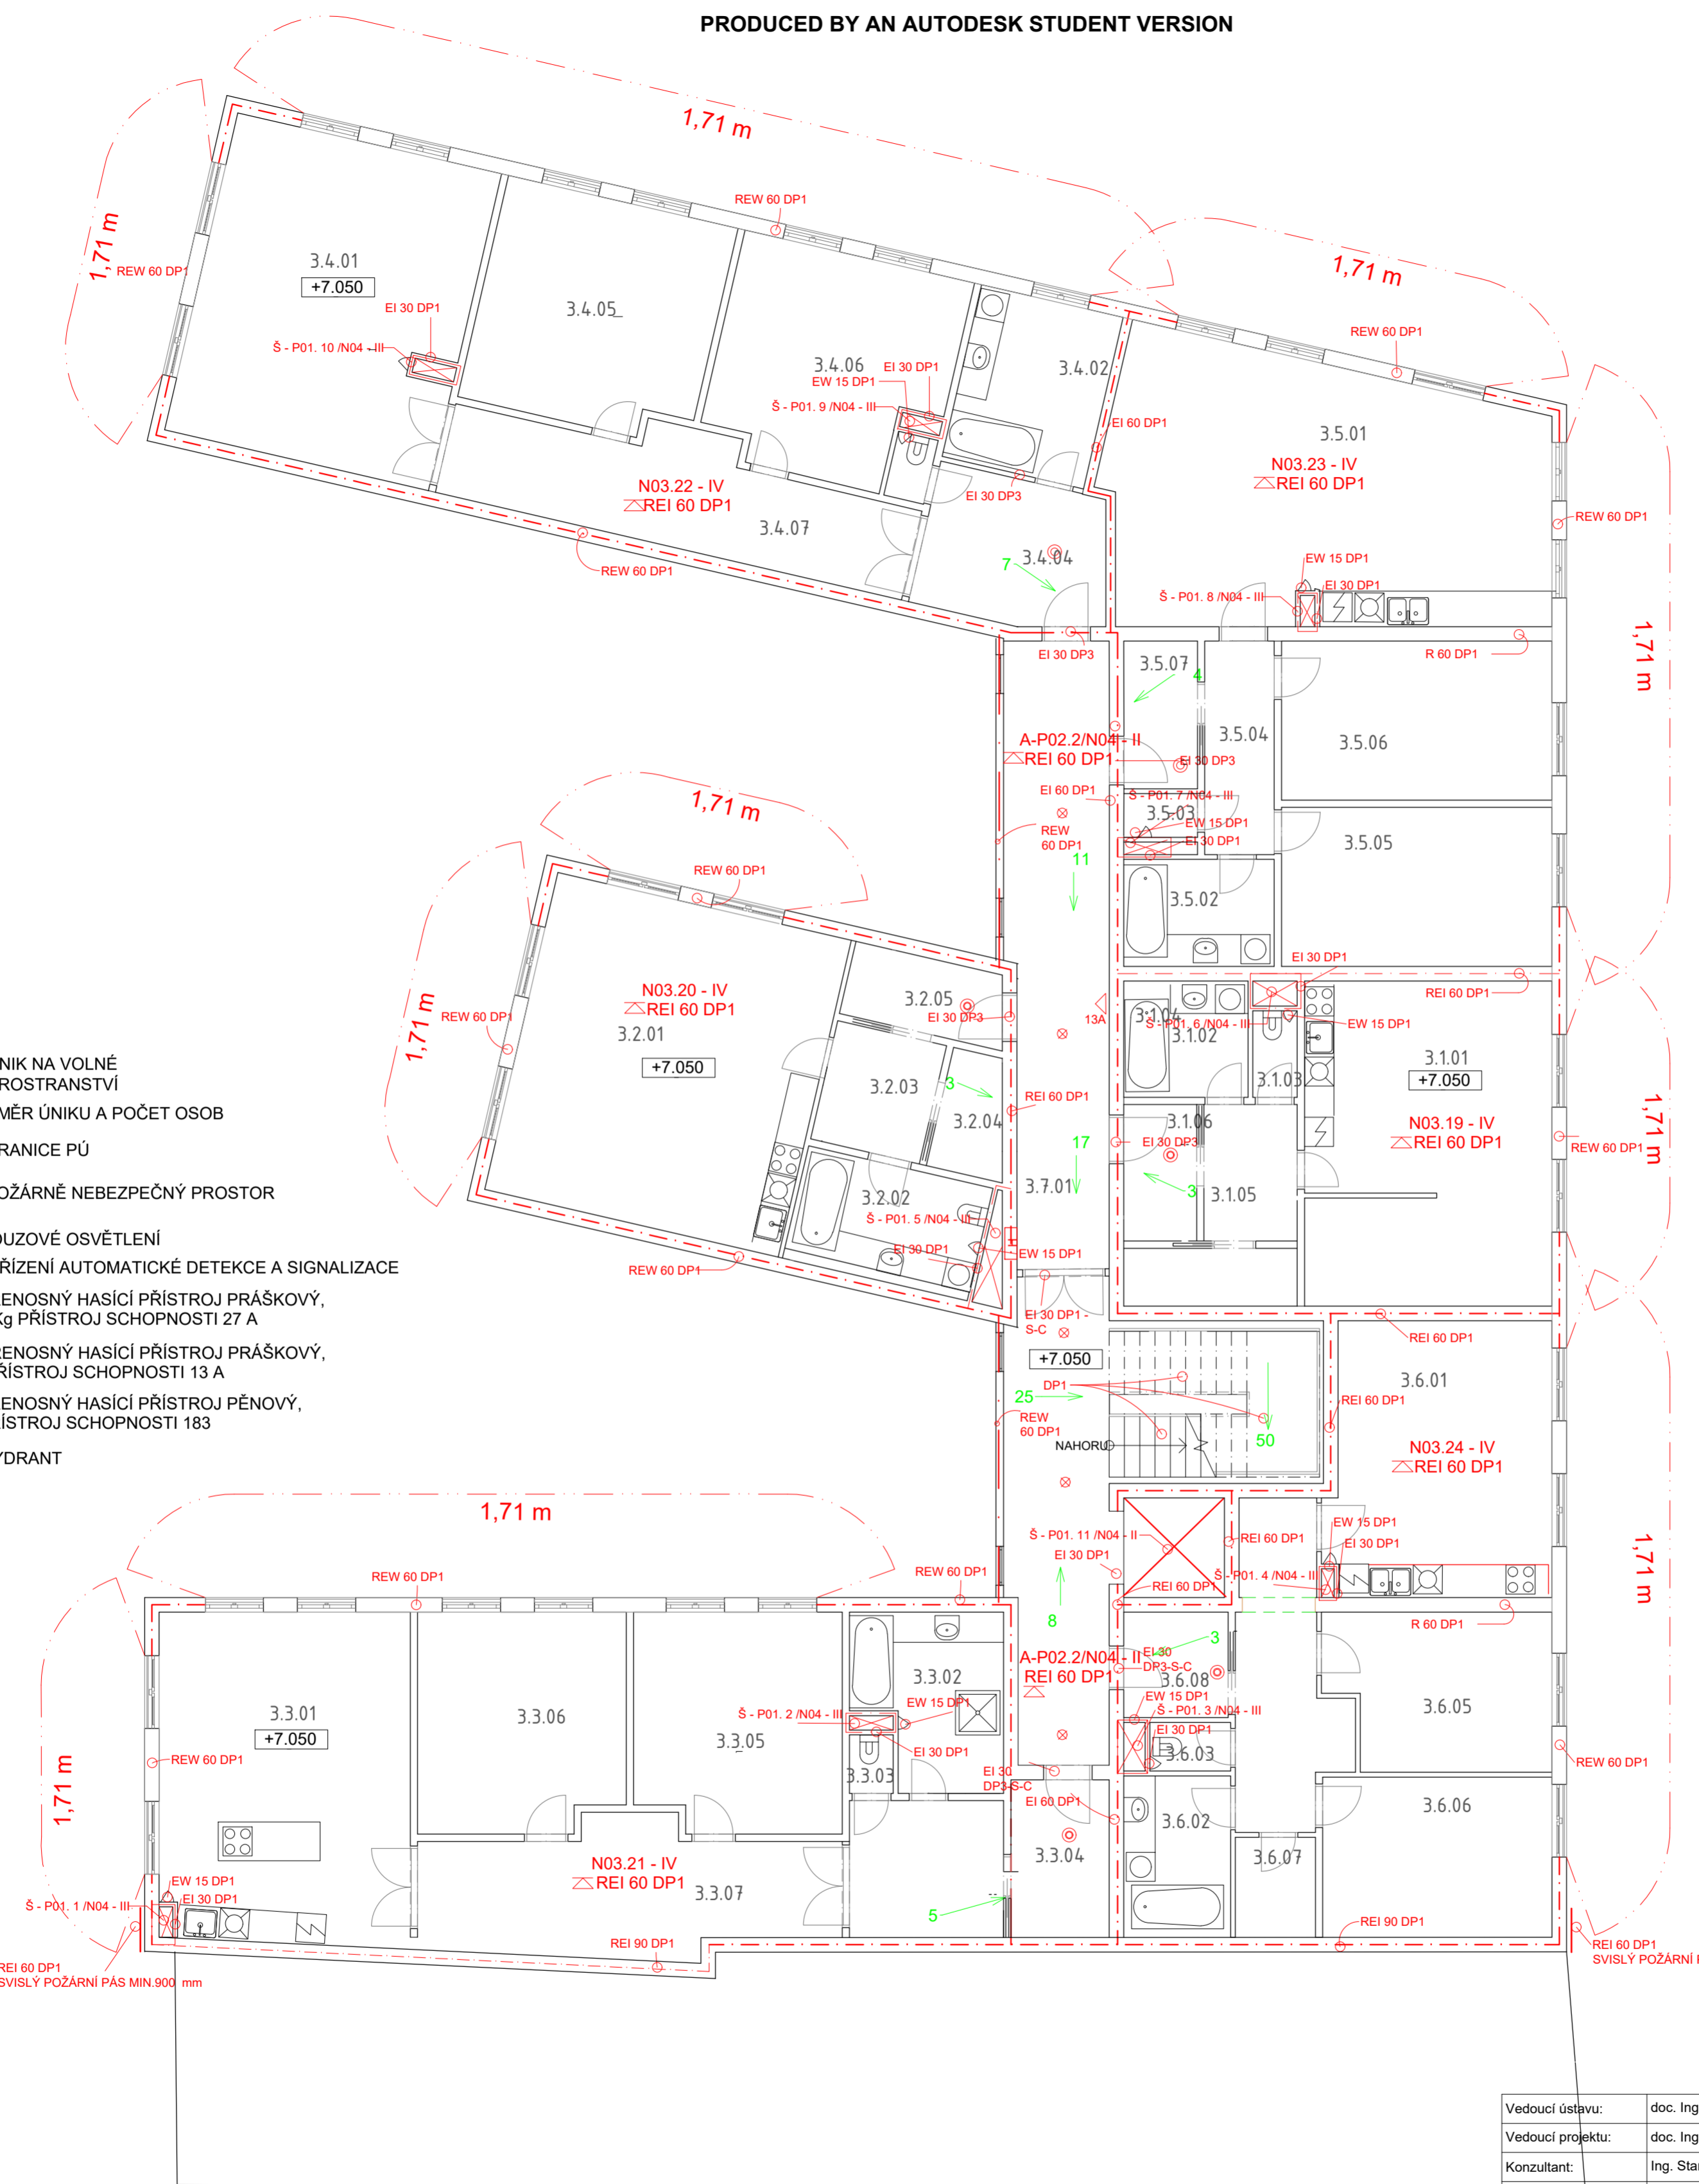 PRODUCED BY AN AUTODESK STUDENT VERSION
1,71 m
1,71 m
REW 60 DP1
REW 60 DP1
3.4.01
+7.050
EI 30 DP1
Š - P01. 10 /N04 - III
3.4.05
3.4.06
EI 30 DP1
EW 15 DP1
Š - P01. 9 /N04 - III
3.4.02
EI 60 DP1
1,71 m
REW 60 DP1
3.5.01
N03.23 - IV
REI 60 DP1
N03.22 - IV
REI 60 DP1
3.4.07
EI 30 DP3
REW 60 DP1
REW 60 DP1
7
3.4.04
EW 15 DP1
EI 30 DP1
Š - P01. 8 /N04 - III
EI 30 DP3
R 60 DP1
1,71 m
3.5.07
4
3.5.04
3.5.06
A-P02.2/N04 - II
REI 60 DP1
EI 30 DP3
EI 60 DP1
Š - P01. 7 /N04 - III
3.5.03
EW 15 DP1
EI 30 DP1
REW
60 DP1
11
3.5.05
1,71 m
REW 60 DP1
3.5.02
EI 30 DP1
REI 60 DP1
N03.20 - IV
REI 60 DP1
3.2.01
+7.050
3.2.05
EI 30 DP3
REW 60 DP1
1,71 m
13A
3.1.04
Š - P01. 6 /N04 - III
3.1.02
EW 15 DP1
3.1.01
+7.050
3.1.03
3.2.03
3
3.2.04
REI 60 DP1
3.1.06
EI 30 DP3
N03.19 - IV
REI 60 DP1
REW 60 DP1
1,71 m
17
3.7.01
3
3.1.05
3.2.02
Š - P01. 5 /N04 - III
EI 30 DP1
EW 15 DP1
REW 60 DP1
NIK NA VOLNÉ
ROSTRANSTVÍ
MĚR ÚNIKU A POČET OSOB
RANICE PÚ
OŽÁRNĚ NEBEZPEČNÝ PROSTOR
OUZOVÉ OSVĚTLENÍ
ŘÍZENÍ AUTOMATICKÉ DETEKCE A SIGNALIZACE
ENOSNÝ HASÍCÍ PŘÍSTROJ PRÁŠKOVÝ,
Kg PŘÍSTROJ SCHOPNOSTI 27 A
ENOSNÝ HASÍCÍ PŘÍSTROJ PRÁŠKOVÝ,
ŘÍSTROJ SCHOPNOSTI 13 A
ENOSNÝ HASÍCÍ PŘÍSTROJ PĚNOVÝ,
ÍSTROJ SCHOPNOSTI 183
YDRANT
EI 30 DP1 -
S-C
+7.050
DP1
25
REW
60 DP1
NAHORU
50
REI 60 DP1
3.6.01
REI 60 DP1
N03.24 - IV
REI 60 DP1
Š - P01. 11 /N04 - II
EI 30 DP1
REI 60 DP1
REI 60 DP1
EW 15 DP1
EI 30 DP1
Š - P01. 4 /N04 - II
R 60 DP1
1,71 m
1,71 m
REW 60 DP1
REW 60 DP1
8
A-P02.2/N04 - II
REI 60 DP1
EI 30
DP3-S-C
3
3.6.08
EW 15 DP1
Š - P01. 3 /N04 - III
EI 30 DP1
3.6.03
3.6.05
REW 60 DP1
3.3.01
+7.050
REW 60 DP1
1,71 m
3.3.06
3.3.05
Š - P01. 2 /N04 - III
3.3.02
EW 15 DP1
EI 30 DP1
3.3.03
EI 30
DP3-S-C
EI 60 DP1
3.6.02
3.6.06
3.3.04
3.6.07
N03.21 - IV
REI 60 DP1
3.3.07
5
EW 15 DP1
EI 30 DP1
Š - P01. 1 /N04 - III
REI 90 DP1
REI 90 DP1
REI 60 DP1
SVISLÝ POŽÁRNÍ PÁS MIN.900 mm
REI 60 DP1
SVISLÝ POŽÁRNÍ
Vedoucí ústavu: doc. Ing
Vedoucí projektu: doc. Ing
Konzultant: Ing. Star